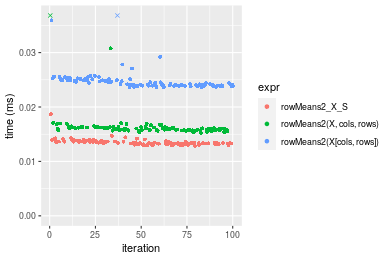 time (ms)
0.03
0.02
0.01
0.00
0
25
50
75
100
iteration
expr
rowMeans2_X_S
rowMeans2(X, cols, rows)
rowMeans2(X[cols, rows])